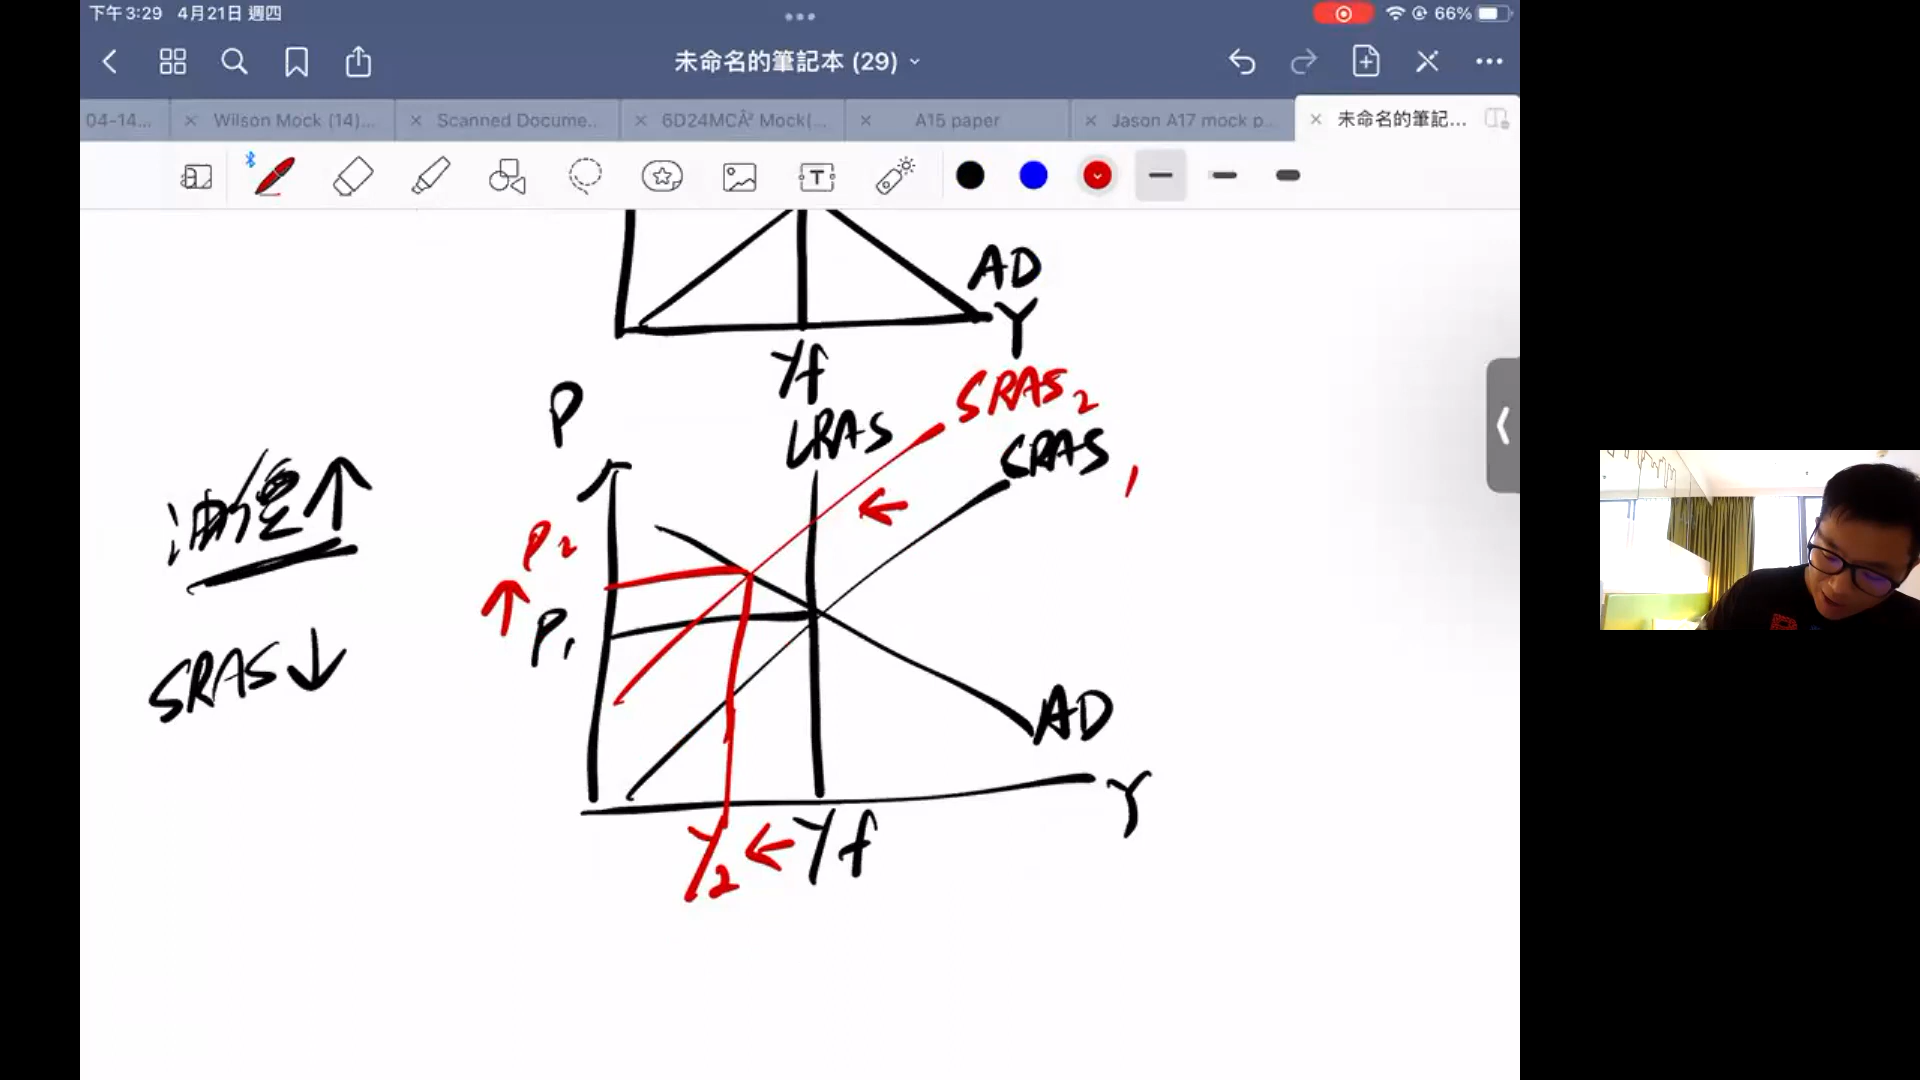 下午3:29 4月21日 週四
66%
未命名的筆記本 (29)
04-14...
Wilson Mock (14)...
Scanned Docume...
6D24MCÂ² Mock(...
A15 paper
Jason A17 mock p...
未命名的筆記...
T
AD
Y
Yf
P
LRAS
SRAS2
SRAS1
油價↑
P2
↑
P1
←
SRAS↓
AD
Y
Y2 ← Yf